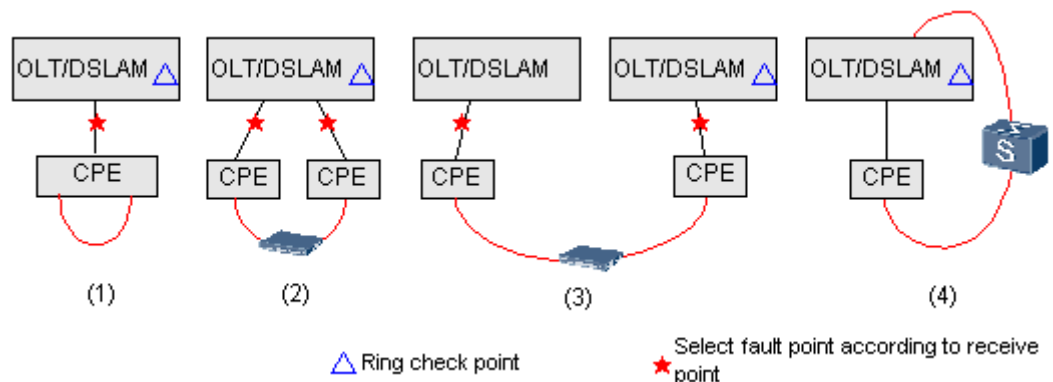 OLT/DSLAM
OLT/DSLAM
OLT/DSLAM
OLT/DSLAM
OLT/DSLAM
CPE
CPE
CPE
CPE
CPE
CPE
S
(1)
(2)
(3)
(4)
Ring check point
Select fault point according to receive
point